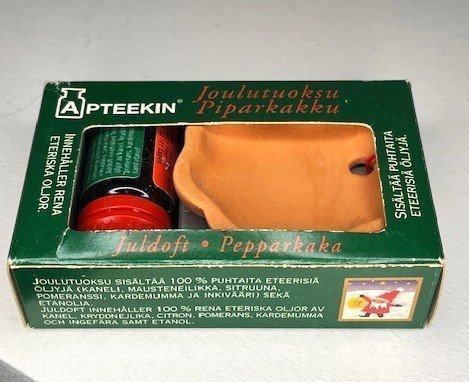 APTEEKIN®
Joulutuoksu
Piparkakku
INNEHÅLLER RENA
ETERISKA OLJOR.
SISÄLTÄÄ PUHTAITA
ETEERISIÄ ÖLJYJÄ.
Juldoft • Pepparkaka
JOULUTUOKSU SISÄLTÄÄ 100 % PUHTAITA ETEERISIÄ
ÖLJYJÄ (KANELI, MAUSTENEILIKKA, SITRUUNA,
POMERANSSI, KARDEMUMMA JA INKIVÄÄRI) SEKÄ
ETANOLIA.
JULDOFT INNEHÅLLER 100 % RENA ETERISKA OLJOR AV
KANEL, KRYDDNEJLIKA, CITRON, POMERANS, KARDEMUMMA
OCH INGEFÄRA SAMT ETANOL.